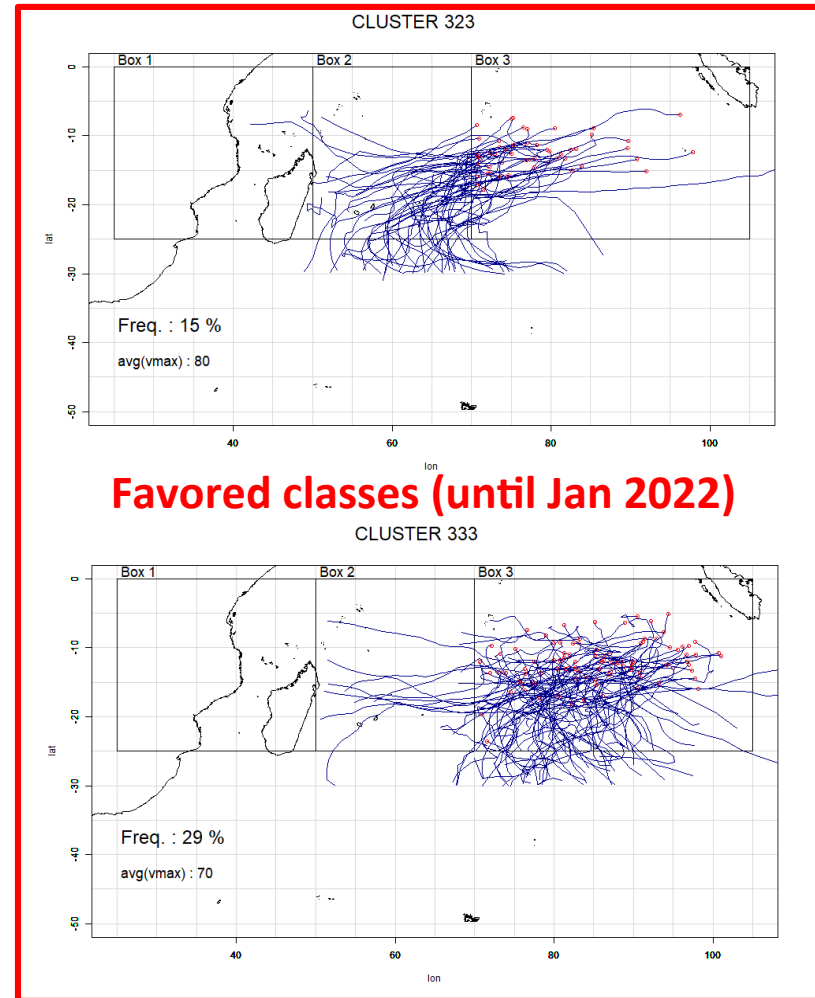 CLUSTER 323
Box 1 Box 2 Box 3
0
-10
-20
-30
-40
-50
lat
Freq. : 15 %
avg(vmax) : 80
40 60 80 100
lon
Favored classes (until Jan 2022)
CLUSTER 333
Box 1 Box 2 Box 3
0
-10
-20
-30
-40
-50
lat
Freq. : 29 %
avg(vmax) : 70
40 60 80 100
lon